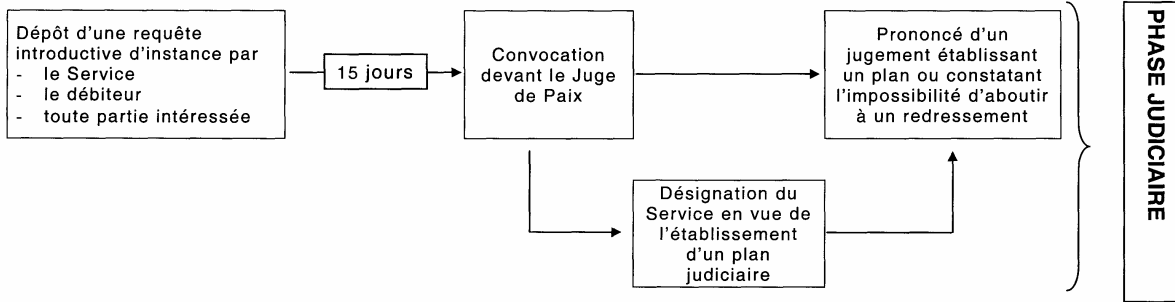 Dépôt d'une requête
introductive d'instance par
- le Service
- le débiteur
- toute partie intéressée
15 jours
Convocation
devant le Juge
de Paix
Prononcé d'un
jugement établissant
un plan ou constatant
l'impossibilité d'aboutir
à un redressement
Désignation du
Service en vue de
l'établissement
d'un plan
judiciaire
PHASE JUDICIAIRE